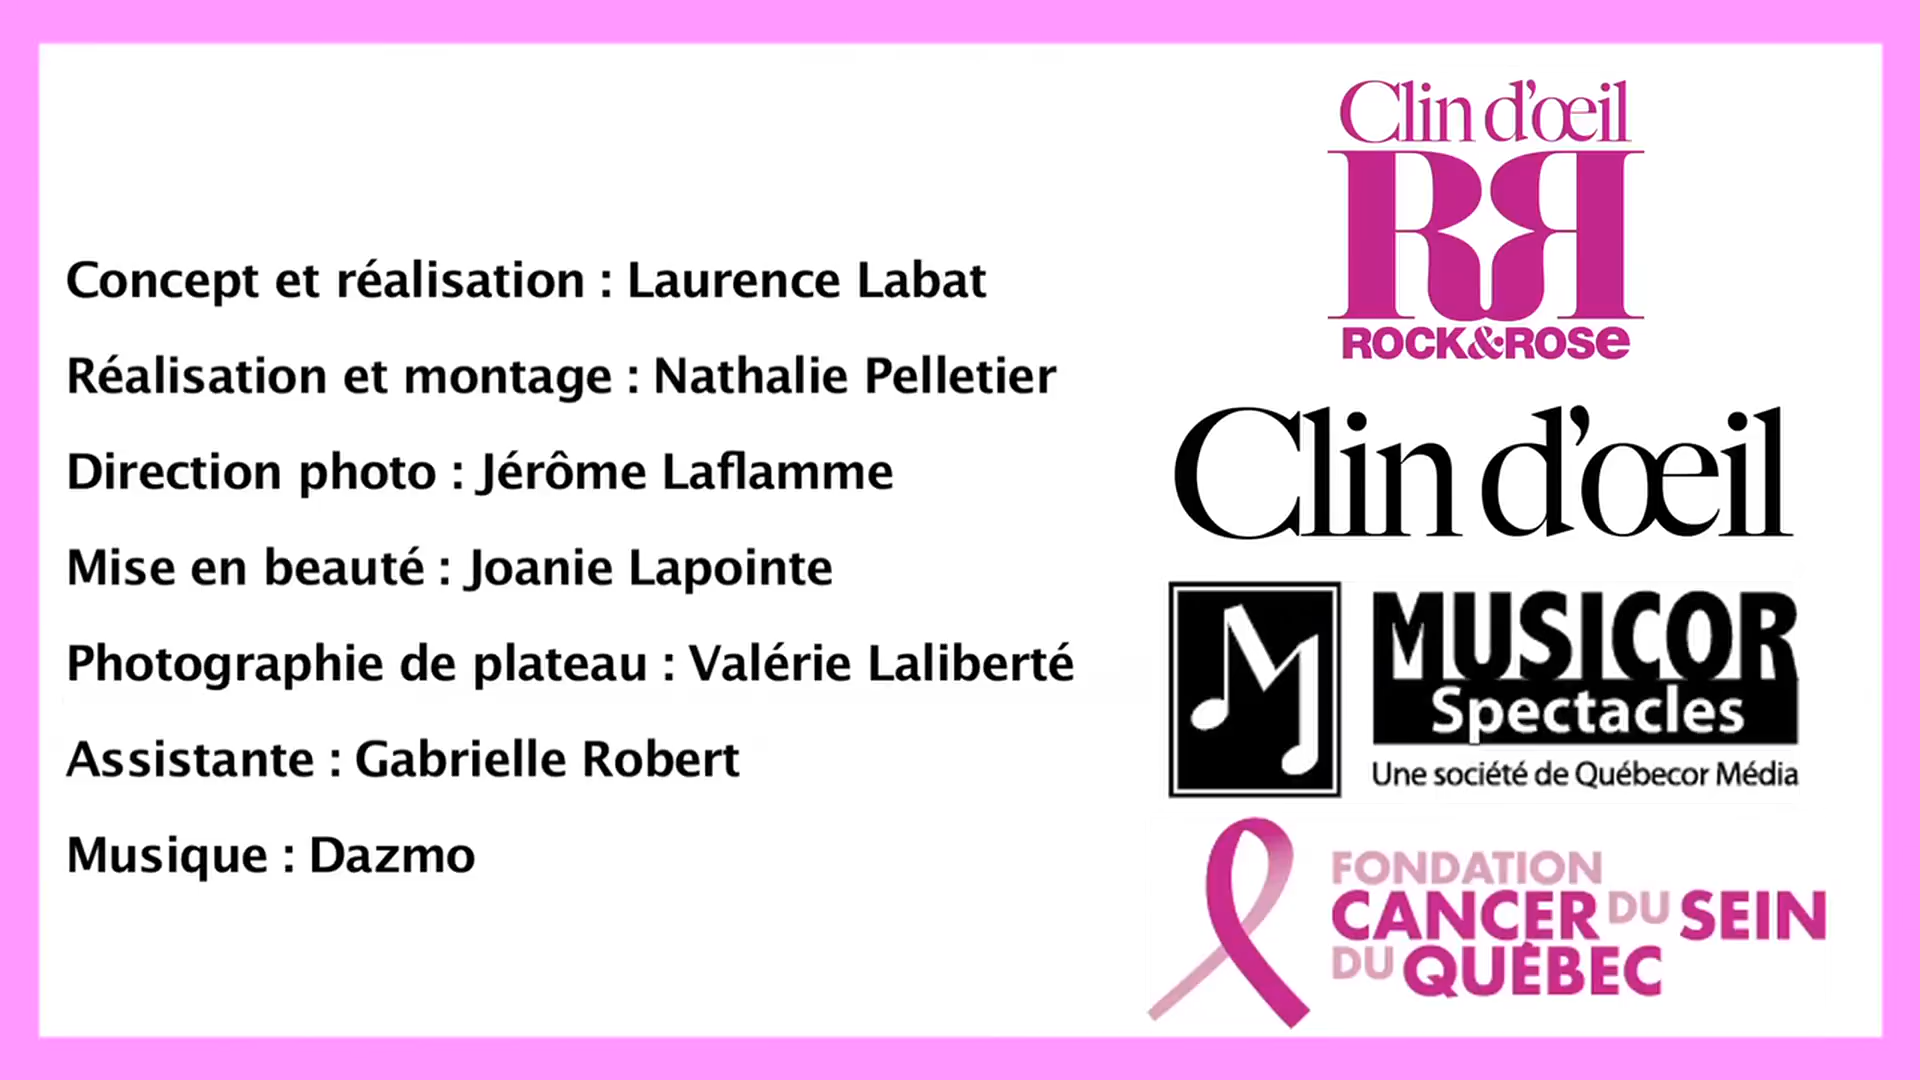 Concept et réalisation : Laurence Labat
Réalisation et montage : Nathalie Pelletier
Direction photo : Jérôme Laflamme
Mise en beauté : Joanie Lapointe
Photographie de plateau : Valérie Laliberté
Assistante : Gabrielle Robert
Musique : Dazmo
Clin d'œil
RR
ROCK&ROSe
Clin d'œil
M
MUSICOR
Spectacles
Une société de Québecor Média
FONDATION
CANCER DU SEIN
DU QUÉBEC